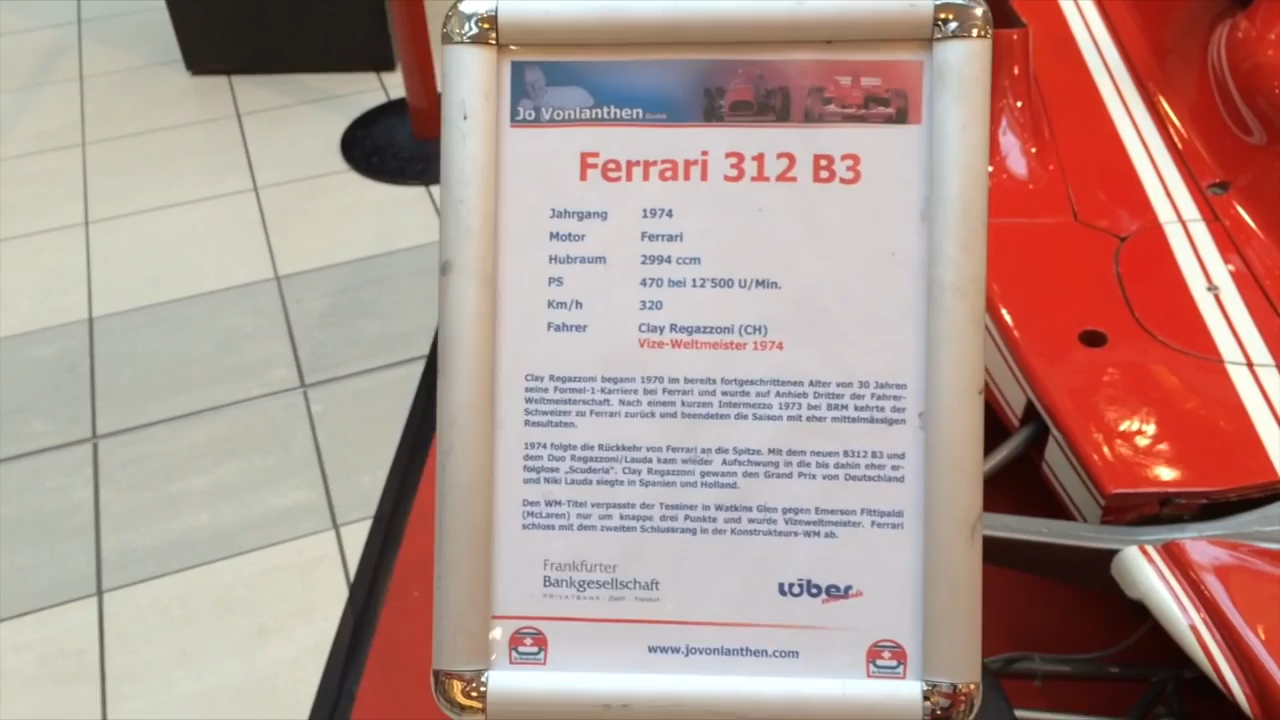 Jo Vonlanthen GmbH
Ferrari 312 B3
Jahrgang 1974
Motor Ferrari
Hubraum 2994 ccm
PS 470 bei 12'500 U/Min.
Km/h 320
Fahrer Clay Regazzoni (CH)
Vize-Weltmeister 1974
Clay Regazzoni begann 1970 im bereits fortgeschrittenen Alter von 30 Jahren
seine Formel-1-Karriere bei Ferrari und wurde auf Anhieb Dritter der Fahrer-
Weltmeisterschaft. Nach einem kurzen Intermezzo 1973 bei BRM kehrte der
Schweizer zu Ferrari zurück und beendeten die Saison mit eher mittelmässigen
Resultaten.
1974 folgte die Rückkehr von Ferrari an die Spitze. Mit dem neuen B312 B3 und
dem Duo Regazzoni/Lauda kam wieder Aufschwung in die bis dahin eher er-
folglose „Scuderia". Clay Regazzoni gewann den Grand Prix von Deutschland
und Niki Lauda siegte in Spanien und Holland.
Den WM-Titel verpasste der Tessiner in Watkins Glen gegen Emerson Fittipaldi
(McLaren) nur um knappe drei Punkte und wurde Vizeweltmeister. Ferrari
schloss mit dem zweiten Schlussrang in der Konstrukteurs-WM ab.
Frankfurter
Bankgesellschaft
PRIVATBANK Zürich Frankfurt
lüber
www.jovonlanthen.com
Jo Vonlanthen
Jo Vonlanthen